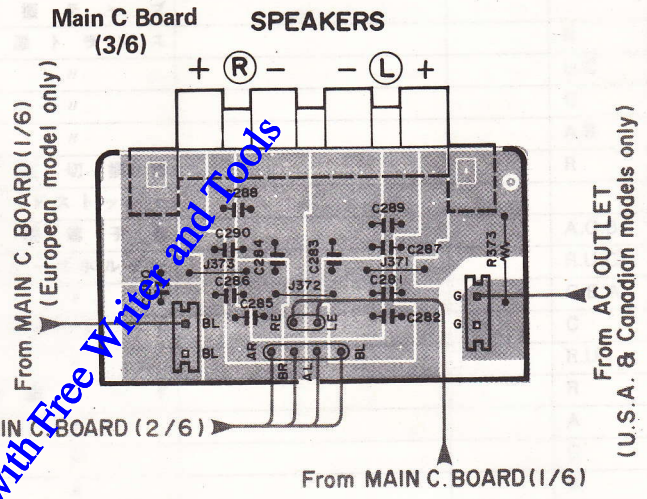 Main C Board
(3/6)
SPEAKERS
+ R - - L +
From MAIN C.BOARD (1/6)
(European model only)
C288
C290
C284
J373
C286
C285
C283
J372
C289
C287
J371
C281
C282
R373
RE
LE
BL
BL
AR
BR
AL
BL
G
G
From AC OUTLET
(U.S.A. & Canadian models only)
IN C.BOARD (2/6)
From MAIN C.BOARD(1/6)
with Free Writer and Tools